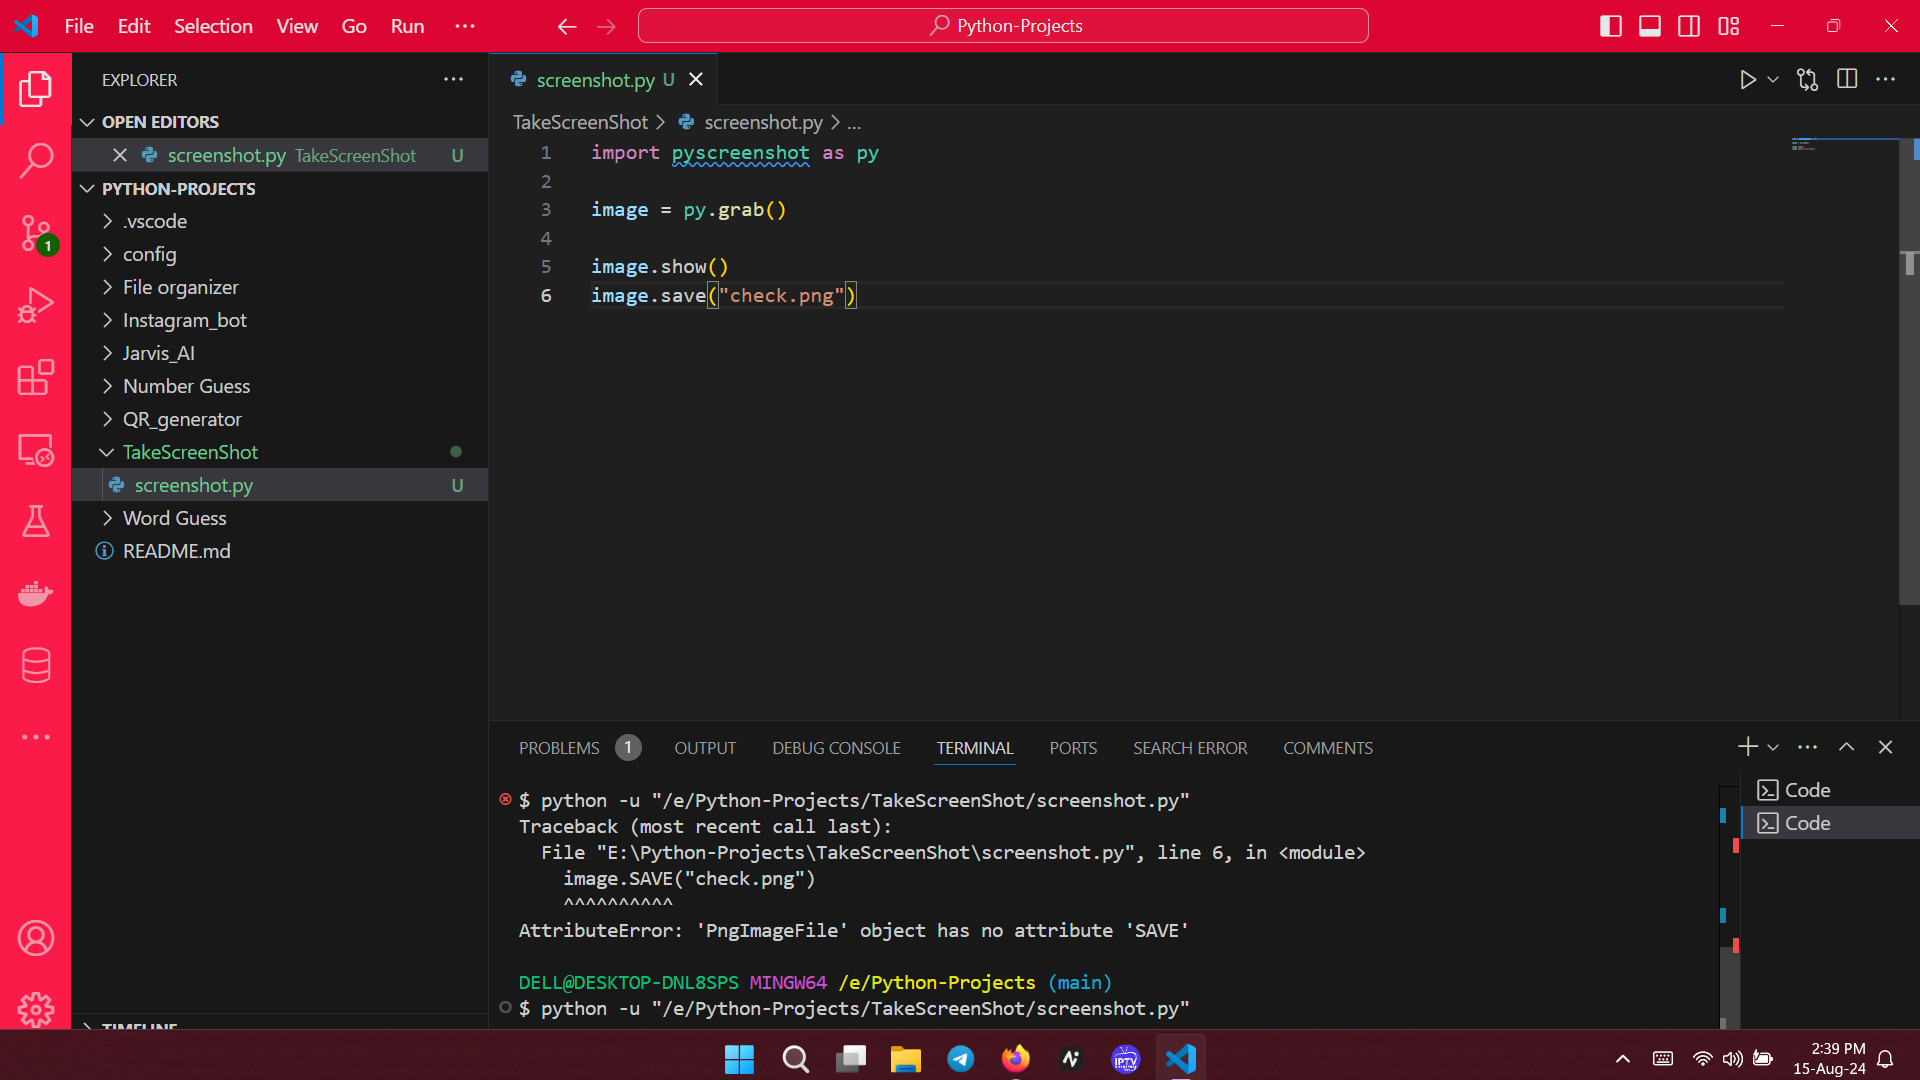 File Edit Selection View Go Run ···
Python-Projects
EXPLORER
OPEN EDITORS
screenshot.py TakeScreenShot U
PYTHON-PROJECTS
.vscode
config
File organizer
Instagram_bot
Jarvis_AI
Number Guess
QR_generator
TakeScreenShot
screenshot.py U
Word Guess
README.md
TIMELINE
1
screenshot.py U
TakeScreenShot > screenshot.py > ...
1 import pyscreenshot as py
2
3 image = py.grab()
4
5 image.show()
6 image.save("check.png")
PROBLEMS 1 OUTPUT DEBUG CONSOLE TERMINAL PORTS SEARCH ERROR COMMENTS
$ python -u "/e/Python-Projects/TakeScreenShot/screenshot.py"
Traceback (most recent call last):
File "E:\Python-Projects\TakeScreenShot\screenshot.py", line 6, in <module>
image.SAVE("check.png")
^^^^^^^^^^
AttributeError: 'PngImageFile' object has no attribute 'SAVE'
DELL@DESKTOP-DNL8SPS MINGW64 /e/Python-Projects (main)
$ python -u "/e/Python-Projects/TakeScreenShot/screenshot.py"
Code
Code
IPTV
2:39 PM
15-Aug-24